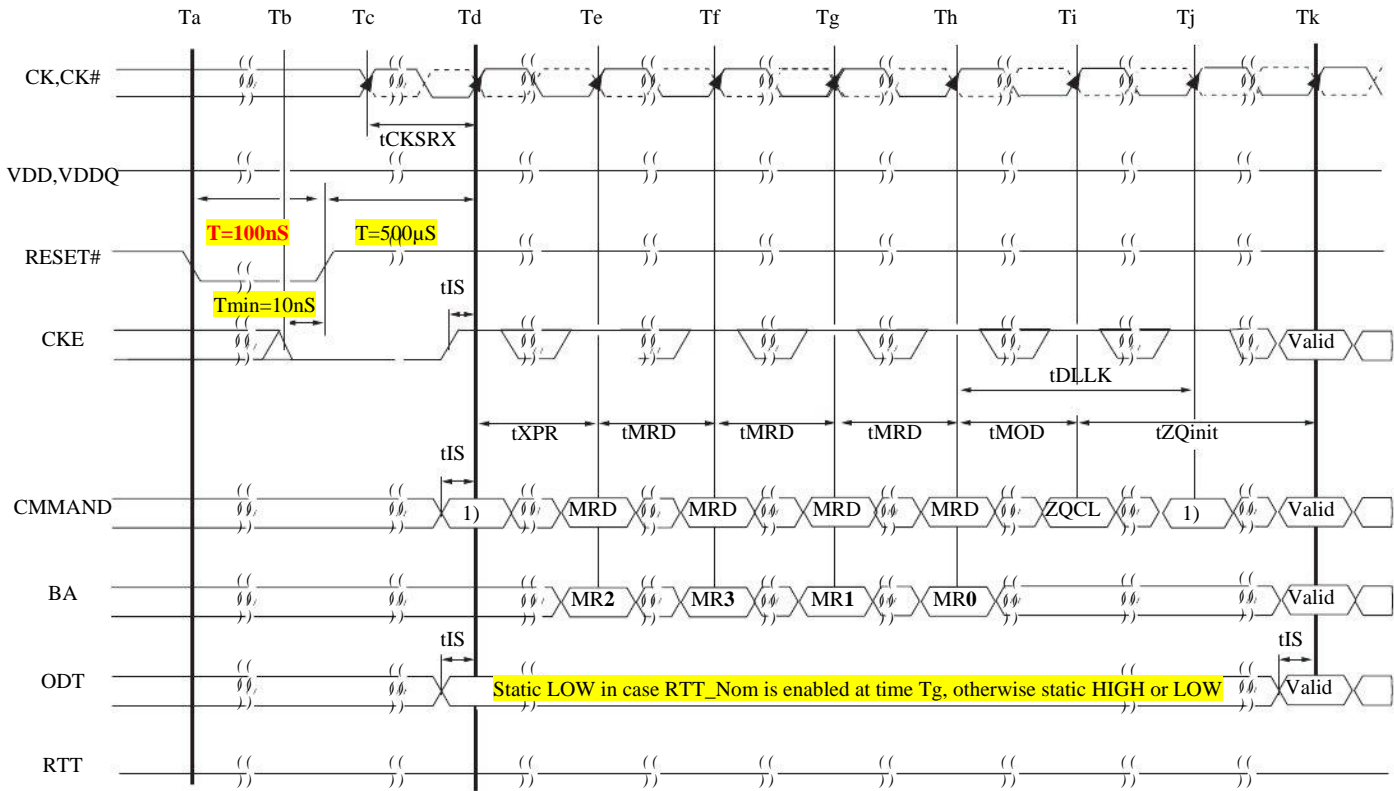 Ta Tb Tc Td Te Tf Tg Th Ti Tj Tk
CK,CK#
tCKSRX
VDD,VDDQ
T=100nS T=500µS
RESET#
Tmin=10nS tIS
CKE Valid
tDLLK
tXPR tMRD tMRD tMRD tMOD tZQinit
tIS
CMMAND 1) MRD MRD MRD MRD ZQCL 1) Valid
BA MR2 MR3 MR1 MR0 Valid
tIS tIS
ODT Static LOW in case RTT_Nom is enabled at time Tg, otherwise static HIGH or LOW Valid
RTT